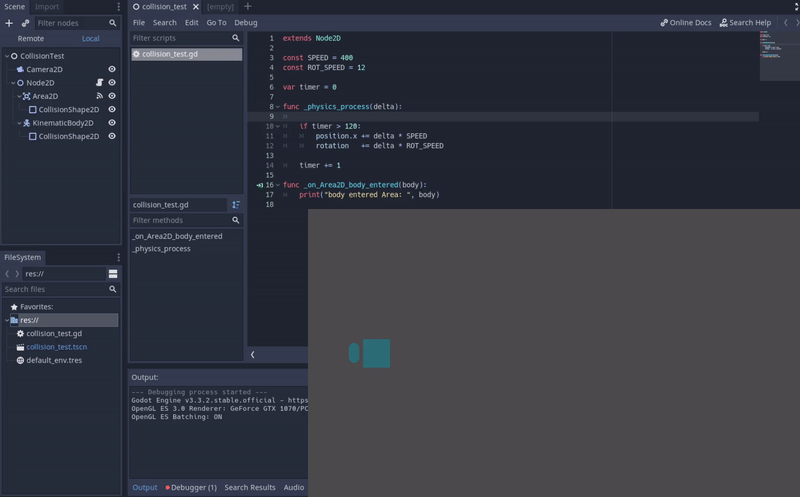 Scene
Import
Filter nodes
Remote
Local
CollisionTest
Camera2D
Node2D
Area2D
CollisionShape2D
KinematicBody2D
CollisionShape2D
FileSystem
res://
Search files
Favorites:
res://
collision_test.gd
collision_test.tscn
default_env.tres
collision_test
[empty]
File
Search
Edit
Go To
Debug
Online Docs
Search Help
Filter scripts
collision_test.gd
collision_test.gd
Filter methods
_on_Area2D_body_entered
_physics_process
1 extends Node2D
2
3 const SPEED = 400
4 const ROT_SPEED = 12
5
6 var timer = 0
7
8 func _physics_process(delta):
9
10 if timer > 120:
11 position.x += delta * SPEED
12 rotation += delta * ROT_SPEED
13
14 timer += 1
15
16 func _on_Area2D_body_entered(body):
17 print("body entered Area: ", body)
18
Output:
--- Debugging process started ---
Godot Engine v3.3.2.stable.official - https
OpenGL ES 3.0 Renderer: GeForce GTX 1070/PC
OpenGL ES Batching: ON
Output
Debugger (1)
Search Results
Audio